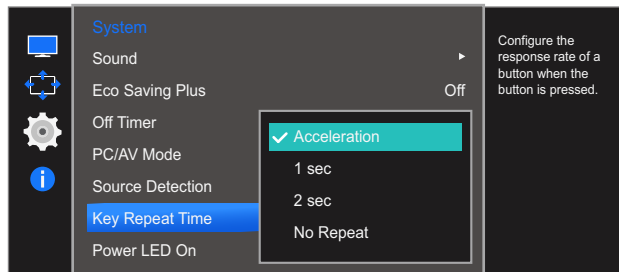 System
Sound
Eco Saving Plus Off
Off Timer
PC/AV Mode
Source Detection
Key Repeat Time
Power LED On
Acceleration
1 sec
2 sec
No Repeat
Configure the
response rate of a
button when the
button is pressed.